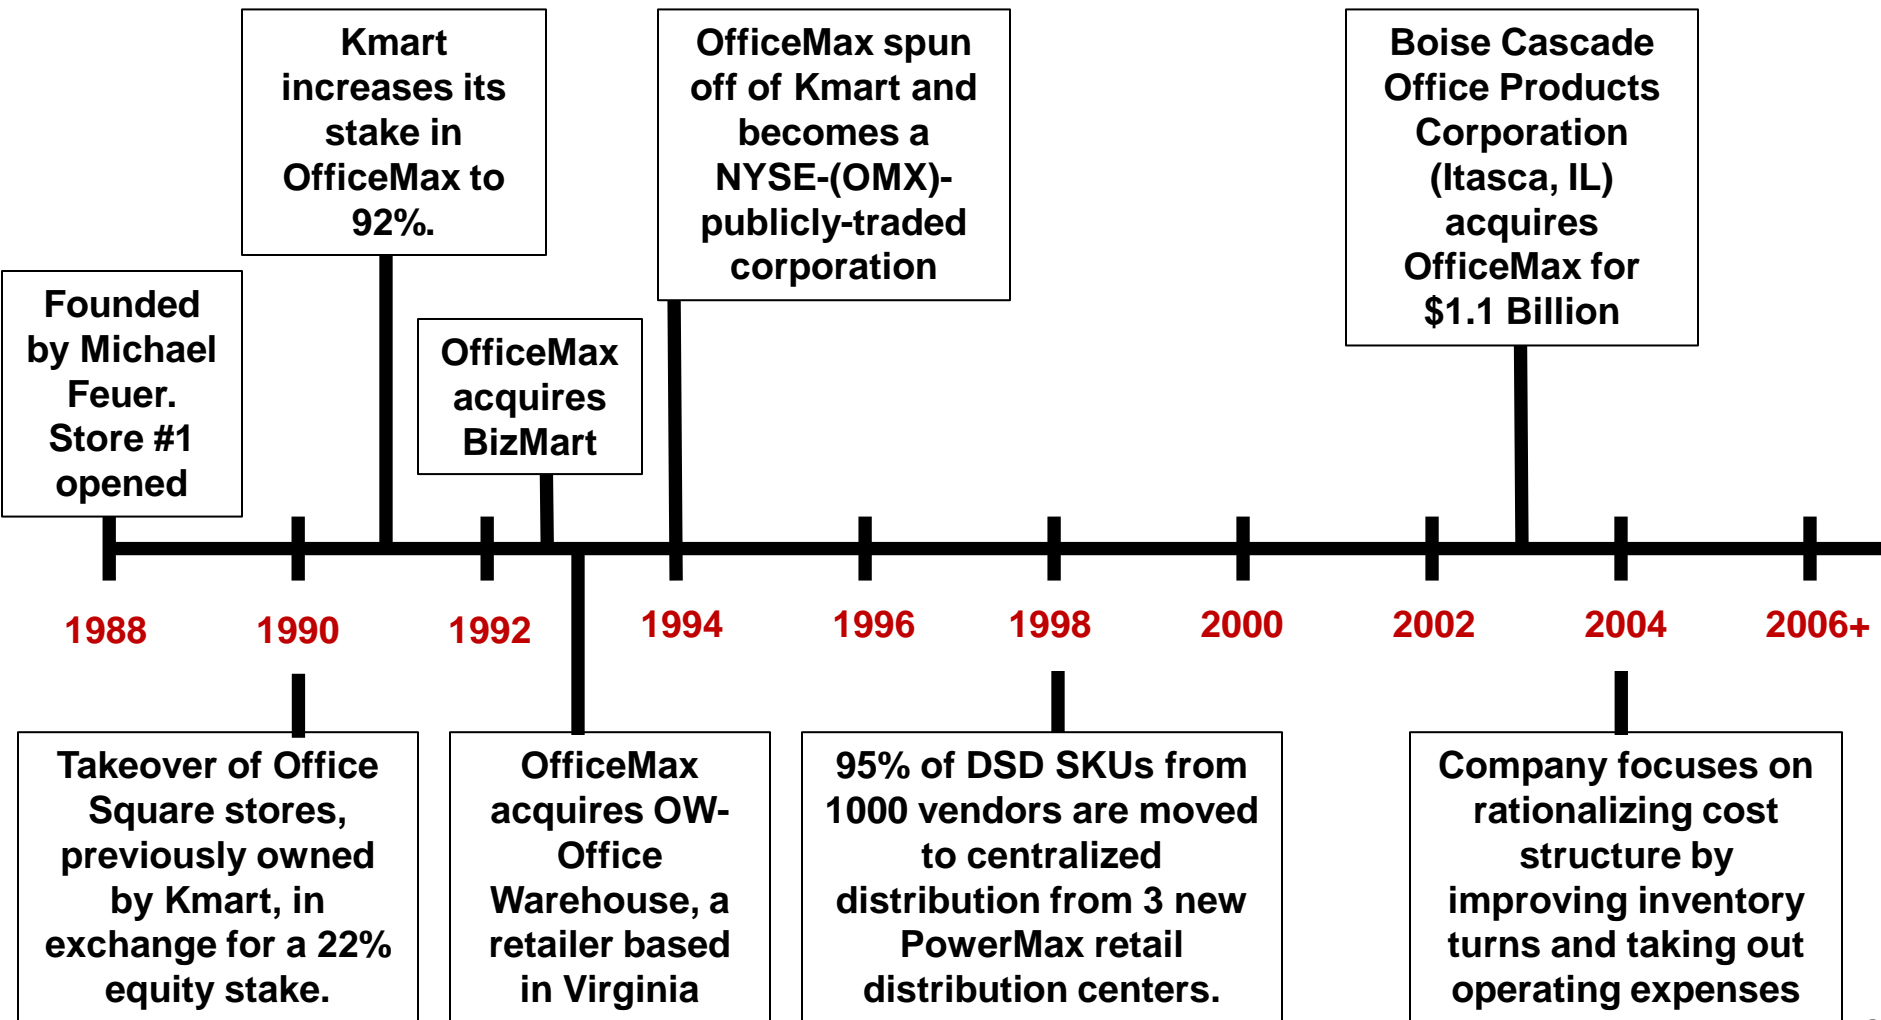 Kmart
increases its
stake in
OfficeMax to
92%.
OfficeMax spun
off of Kmart and
becomes a
NYSE-(OMX)-
publicly-traded
corporation
Boise Cascade
Office Products
Corporation
(Itasca, IL)
acquires
OfficeMax for
$1.1 Billion
Founded
by Michael
Feuer.
Store #1
opened
OfficeMax
acquires
BizMart
1988
1990
1992
1994
1996
1998
2000
2002
2004
2006+
Takeover of Office
Square stores,
previously owned
by Kmart, in
exchange for a 22%
equity stake.
OfficeMax
acquires OW-
Office
Warehouse, a
retailer based
in Virginia
95% of DSD SKUs from
1000 vendors are moved
to centralized
distribution from 3 new
PowerMax retail
distribution centers.
Company focuses on
rationalizing cost
structure by
improving inventory
turns and taking out
operating expenses